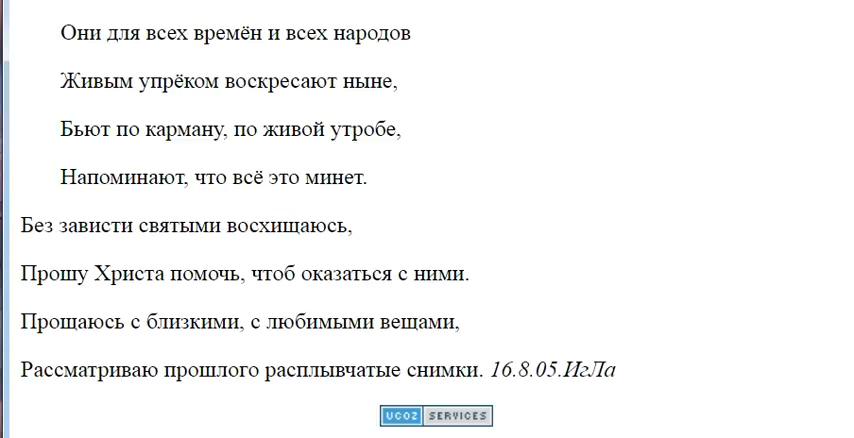 Они для всех времён и всех народов
Живым упрёком воскресают ныне,
Бьют по карману, по живой утробе,
Напоминают, что всё это минет.
Без зависти святыми восхищаюсь,
Прошу Христа помочь, чтоб оказаться с ними.
Прощаюсь с близкими, с любимыми вещами,
Рассматриваю прошлого расплывчатые снимки. 16.8.05.ИгЛа
UCOZ SERVICES